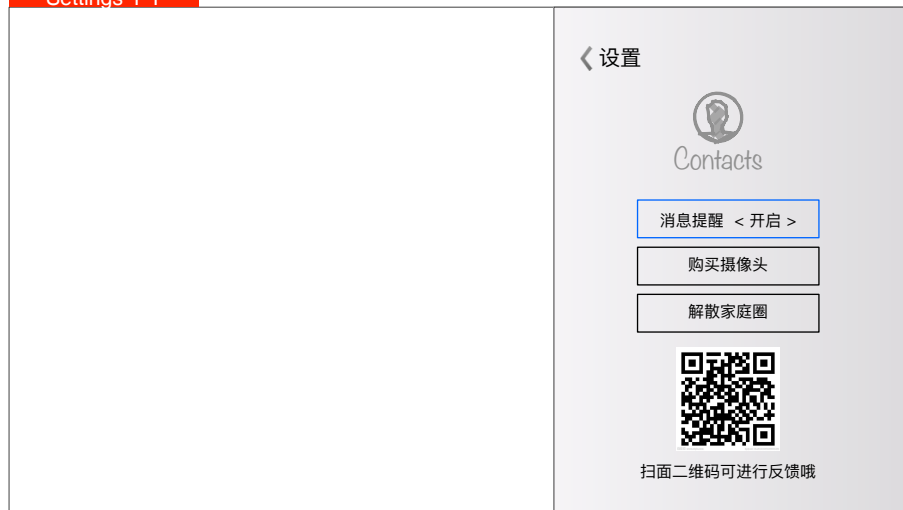 Settings 1-1
设置
Contacts
消息提醒 < 开启 >
购买摄像头
解散家庭圈
扫面二维码可进行反馈哦